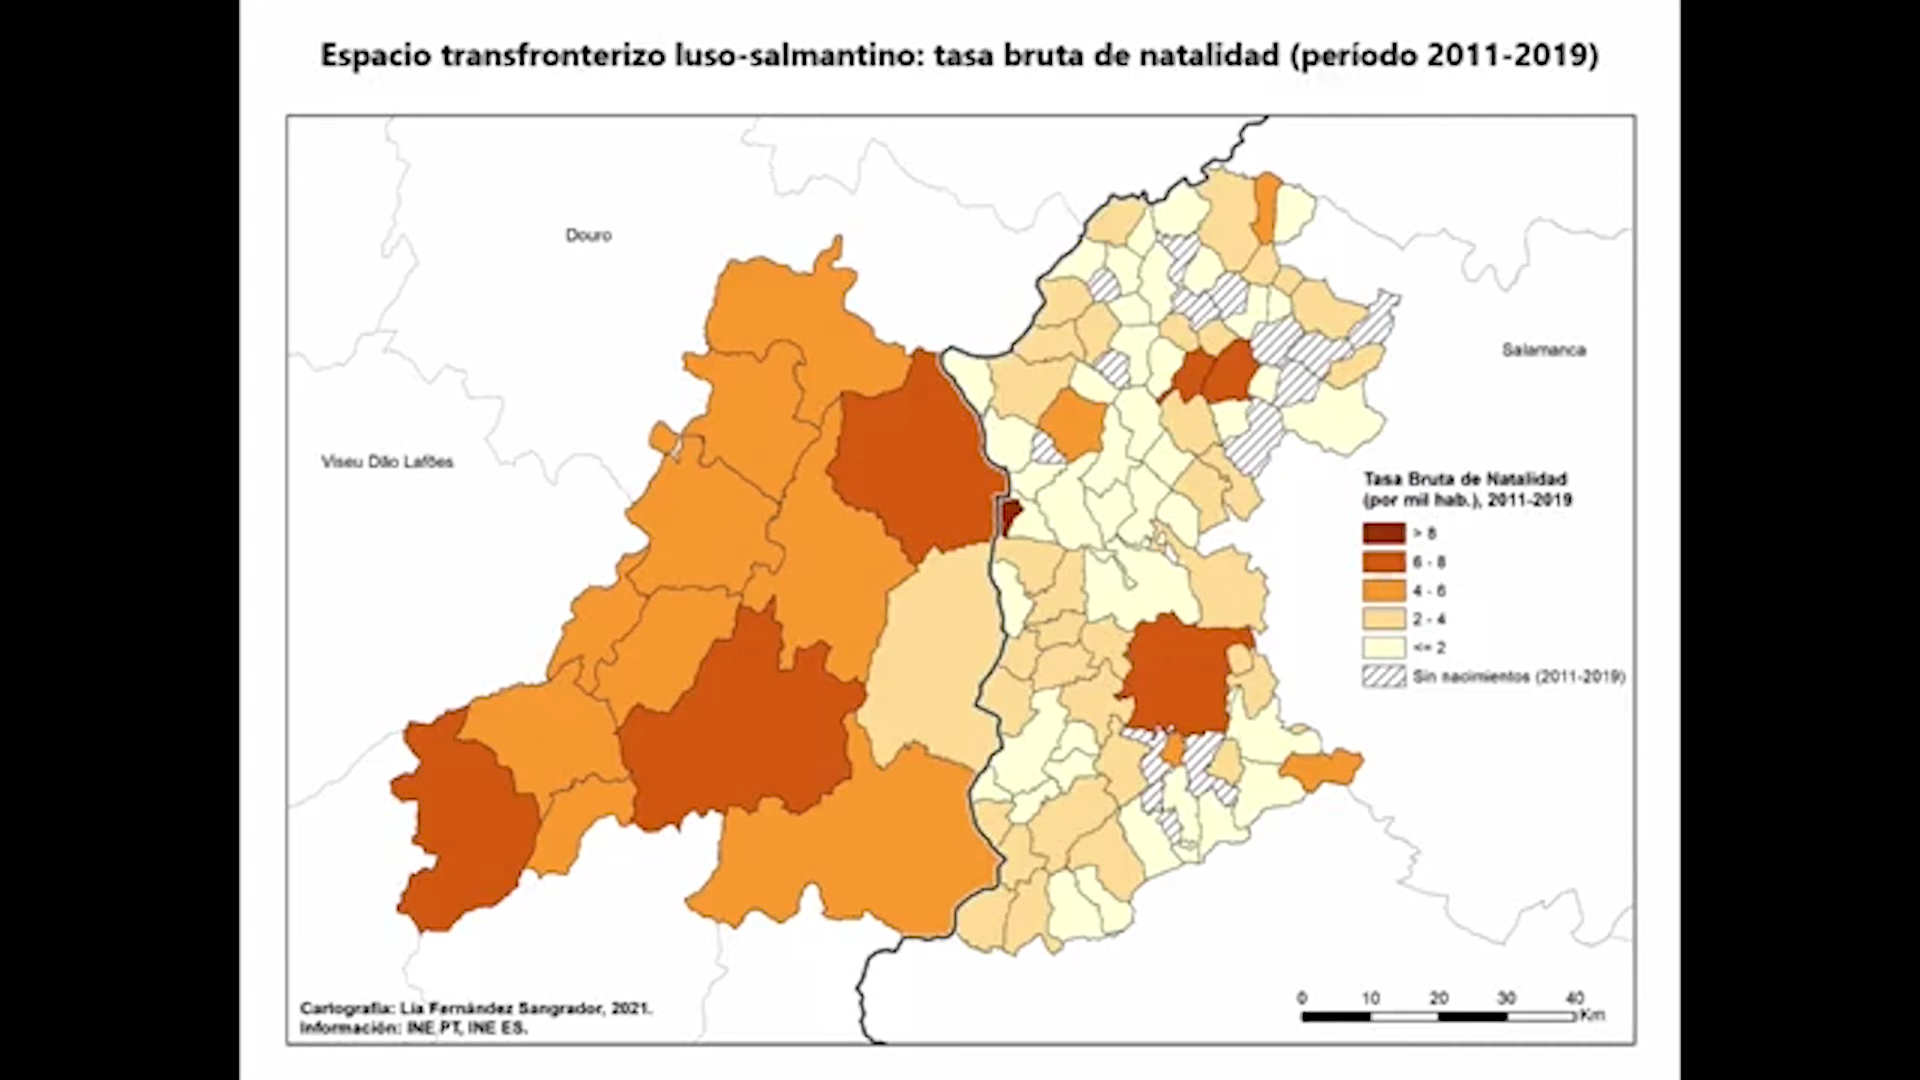 Espacio transfronterizo luso-salmantino: tasa bruta de natalidad (período 2011-2019)
Douro
Salamanca
Viseu Dão Lafões
Tasa Bruta de Natalidad
(por mil hab.), 2011-2019
> 8
6 - 8
4 - 6
2 - 4
<= 2
Sin nacimientos (2011-2019)
Cartografía: Lía Fernández Sangrador, 2021.
Información: INE PT, INE ES.
0 10 20 30 40
Km